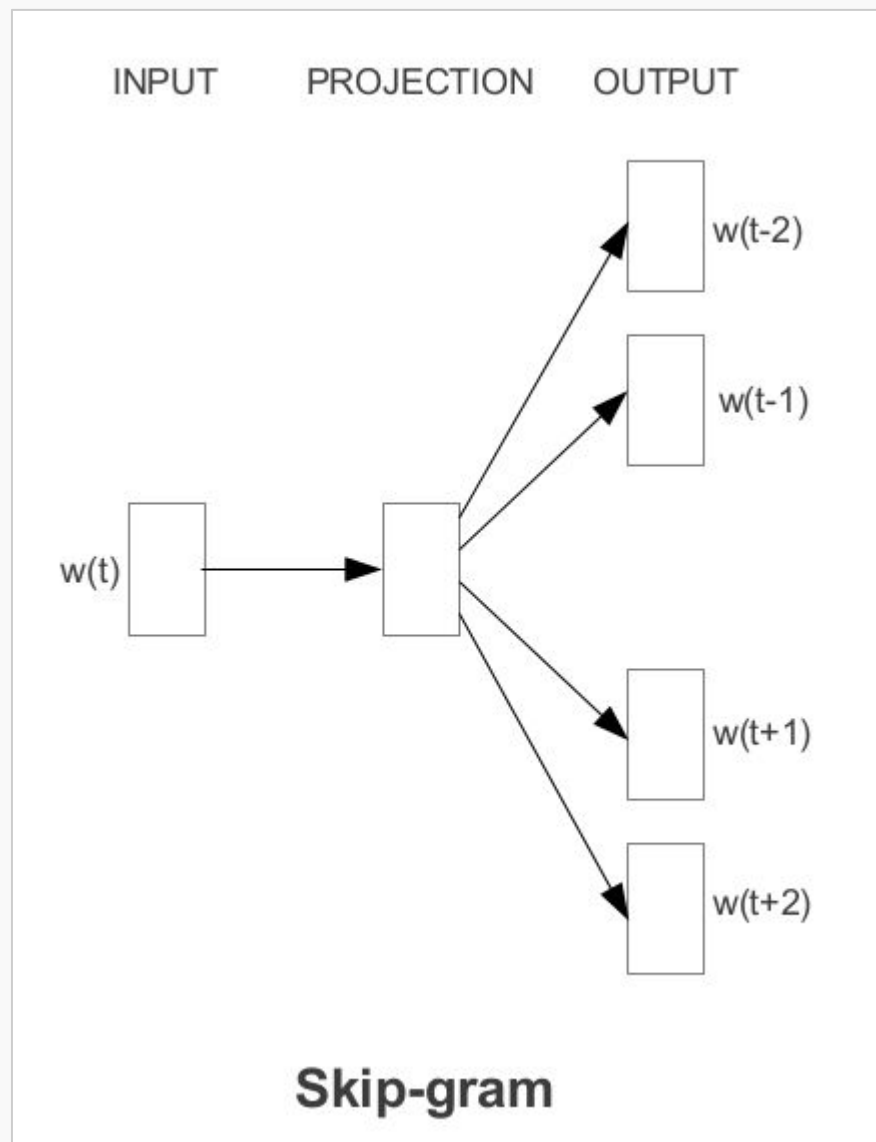 INPUT PROJECTION OUTPUT
w(t-2)
w(t-1)
w(t)
w(t+1)
w(t+2)
Skip-gram